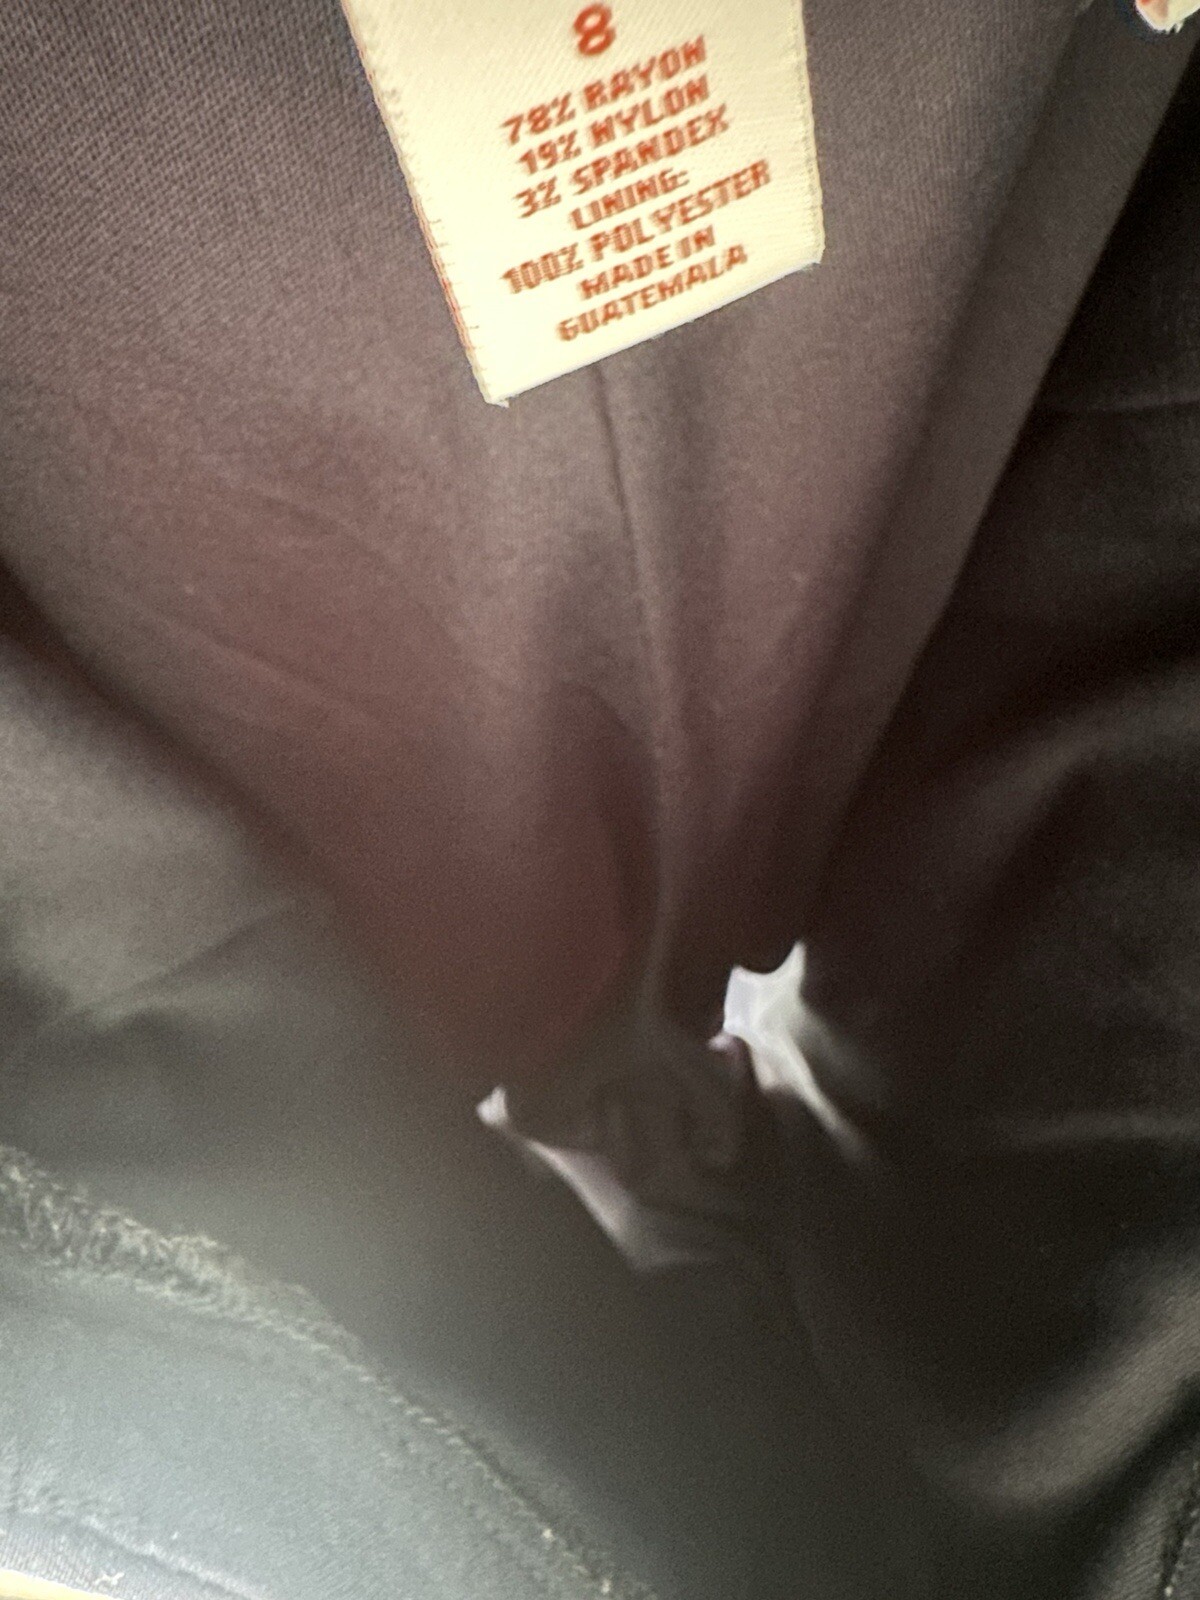 8
78% RAYON
19% NYLON
3% SPANDEX
LINING:
100% POLYESTER
MADE IN
GUATEMALA